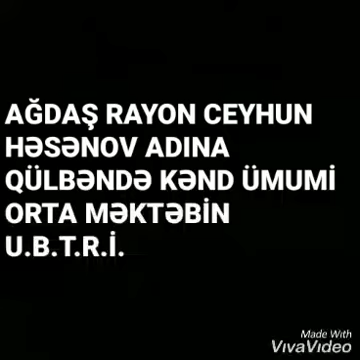 AĞDAŞ RAYON CEYHUN
HƏSƏNOV ADINA
QÜLBƏNDƏ KƏND ÜMUMİ
ORTA MƏKTƏBİN
U.B.T.R.İ.
Made With
VivaVideo